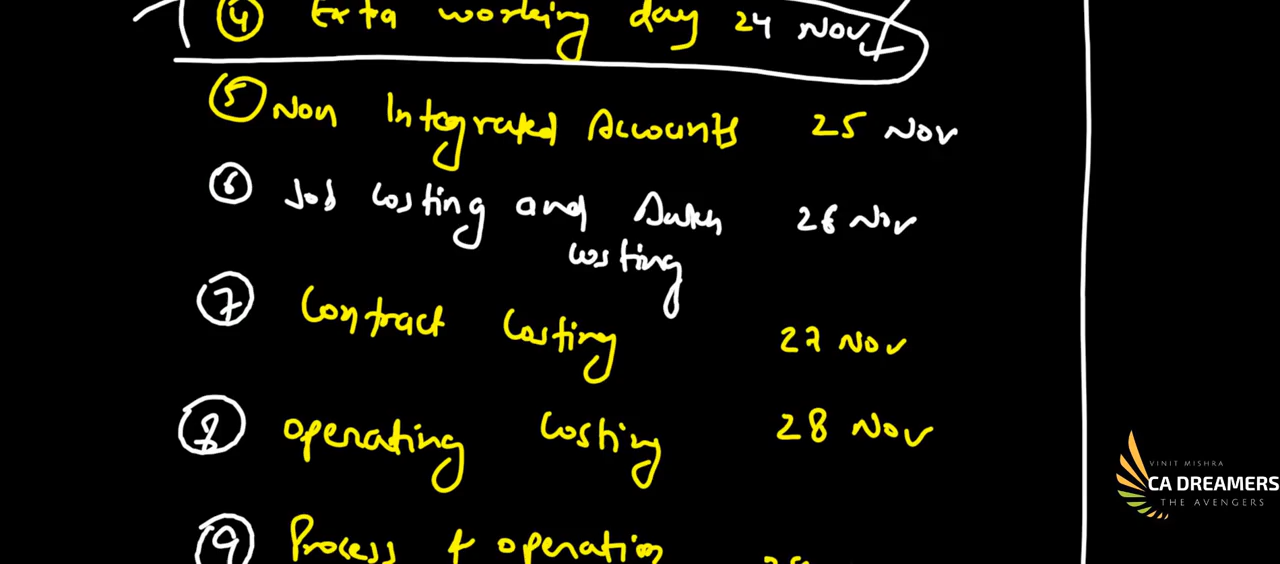 ④ Exta working day 24 Nov
⑤ Non Integrated Accounts 25 Nov
⑥ Job costing and Batch 26 Nov
costing
⑦ Contract Costing 27 Nov
⑧ Operating Costing 28 Nov
⑨ Process & operation
VINIT MISHRA
CA DREAMERS
THE AVENGERS